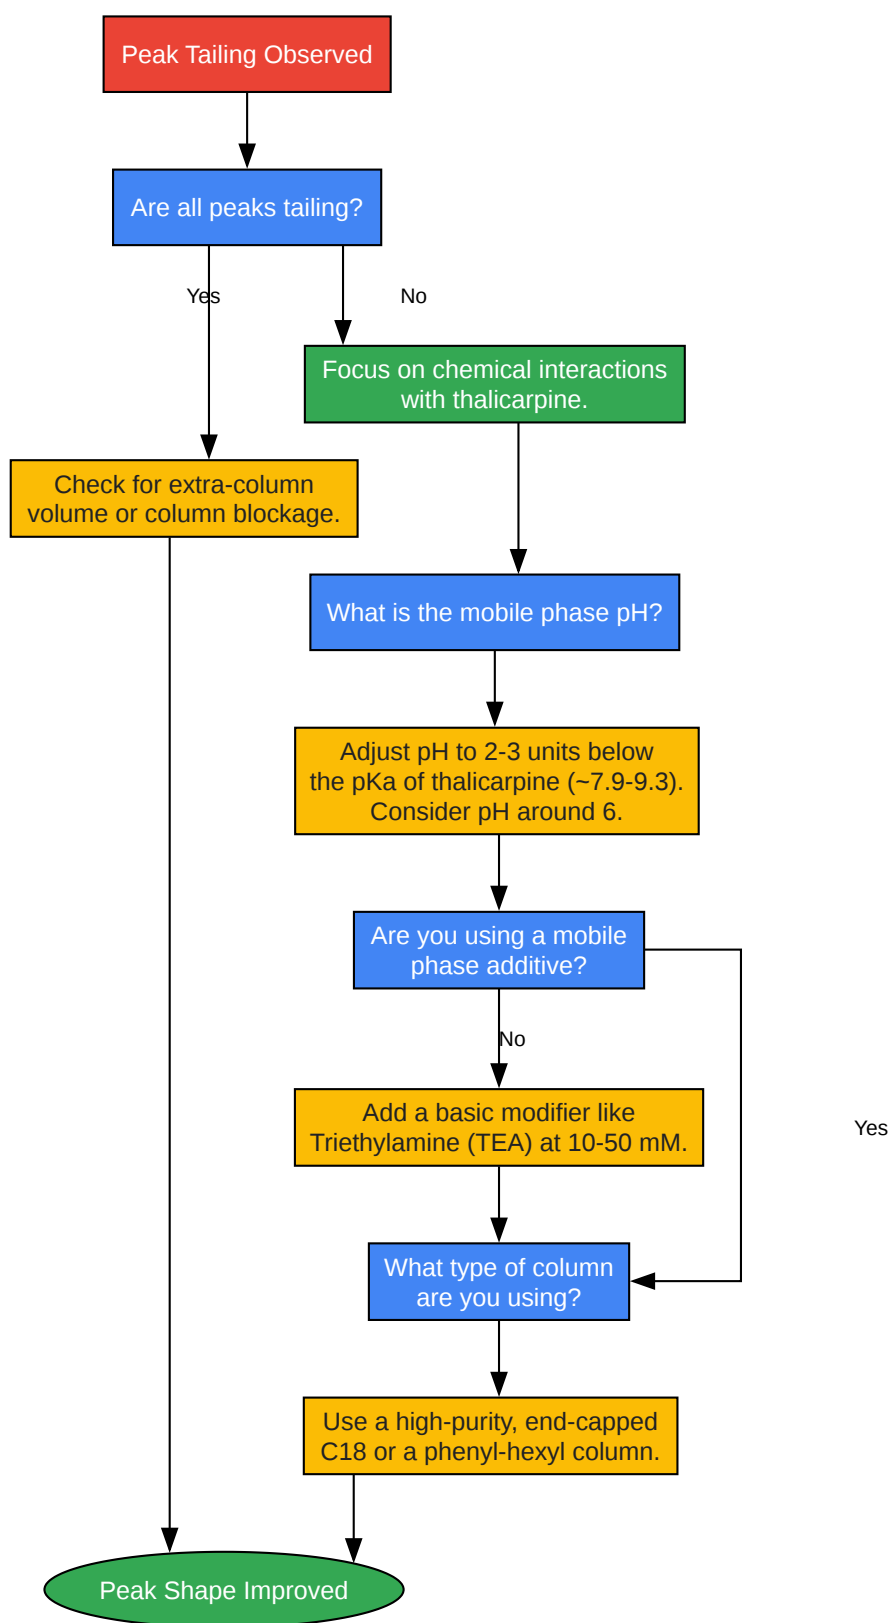 Peak Tailing Observed
Are all peaks tailing?
Yes
No
Focus on chemical interactions
with thalicarpine.
Check for extra-column
volume or column blockage.
What is the mobile phase pH?
Adjust pH to 2-3 units below
the pKa of thalicarpine (~7.9-9.3).
Consider pH around 6.
Are you using a mobile
phase additive?
No
Add a basic modifier like
Triethylamine (TEA) at 10-50 mM.
Yes
What type of column
are you using?
Use a high-purity, end-capped
C18 or a phenyl-hexyl column.
Peak Shape Improved